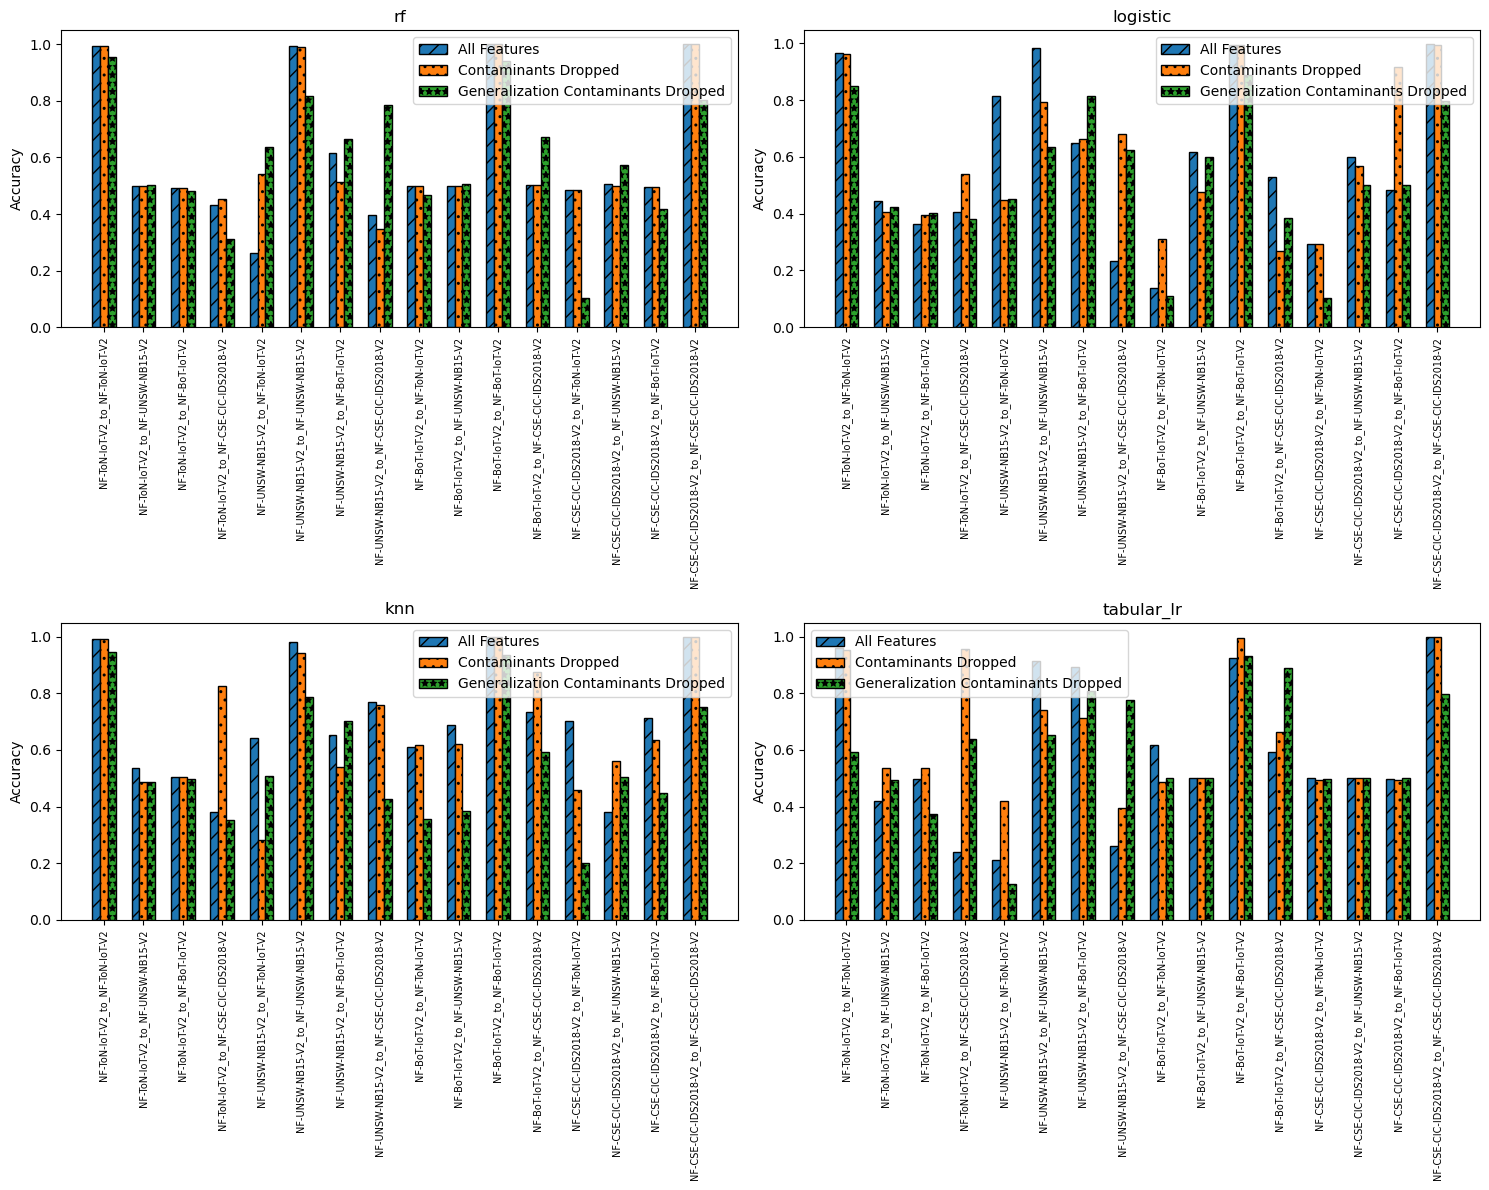 rf
Accuracy
1.0
0.8
0.6
0.4
0.2
0.0
All Features
Contaminants Dropped
Generalization Contaminants Dropped
NF-ToN-IoT-V2_to_NF-ToN-IoT-V2
NF-ToN-IoT-V2_to_NF-UNSW-NB15-V2
NF-ToN-IoT-V2_to_NF-BoT-IoT-V2
NF-ToN-IoT-V2_to_NF-CSE-CIC-IDS2018-V2
NF-UNSW-NB15-V2_to_NF-ToN-IoT-V2
NF-UNSW-NB15-V2_to_NF-UNSW-NB15-V2
NF-UNSW-NB15-V2_to_NF-BoT-IoT-V2
NF-UNSW-NB15-V2_to_NF-CSE-CIC-IDS2018-V2
NF-BoT-IoT-V2_to_NF-ToN-IoT-V2
NF-BoT-IoT-V2_to_NF-UNSW-NB15-V2
NF-BoT-IoT-V2_to_NF-BoT-IoT-V2
NF-BoT-IoT-V2_to_NF-CSE-CIC-IDS2018-V2
NF-CSE-CIC-IDS2018-V2_to_NF-ToN-IoT-V2
NF-CSE-CIC-IDS2018-V2_to_NF-UNSW-NB15-V2
NF-CSE-CIC-IDS2018-V2_to_NF-BoT-IoT-V2
NF-CSE-CIC-IDS2018-V2_to_NF-CSE-CIC-IDS2018-V2
logistic
Accuracy
1.0
0.8
0.6
0.4
0.2
0.0
All Features
Contaminants Dropped
Generalization Contaminants Dropped
NF-ToN-IoT-V2_to_NF-ToN-IoT-V2
NF-ToN-IoT-V2_to_NF-UNSW-NB15-V2
NF-ToN-IoT-V2_to_NF-BoT-IoT-V2
NF-ToN-IoT-V2_to_NF-CSE-CIC-IDS2018-V2
NF-UNSW-NB15-V2_to_NF-ToN-IoT-V2
NF-UNSW-NB15-V2_to_NF-UNSW-NB15-V2
NF-UNSW-NB15-V2_to_NF-BoT-IoT-V2
NF-UNSW-NB15-V2_to_NF-CSE-CIC-IDS2018-V2
NF-BoT-IoT-V2_to_NF-ToN-IoT-V2
NF-BoT-IoT-V2_to_NF-UNSW-NB15-V2
NF-BoT-IoT-V2_to_NF-BoT-IoT-V2
NF-BoT-IoT-V2_to_NF-CSE-CIC-IDS2018-V2
NF-CSE-CIC-IDS2018-V2_to_NF-ToN-IoT-V2
NF-CSE-CIC-IDS2018-V2_to_NF-UNSW-NB15-V2
NF-CSE-CIC-IDS2018-V2_to_NF-BoT-IoT-V2
NF-CSE-CIC-IDS2018-V2_to_NF-CSE-CIC-IDS2018-V2
knn
Accuracy
1.0
0.8
0.6
0.4
0.2
0.0
All Features
Contaminants Dropped
Generalization Contaminants Dropped
NF-ToN-IoT-V2_to_NF-ToN-IoT-V2
NF-ToN-IoT-V2_to_NF-UNSW-NB15-V2
NF-ToN-IoT-V2_to_NF-BoT-IoT-V2
NF-ToN-IoT-V2_to_NF-CSE-CIC-IDS2018-V2
NF-UNSW-NB15-V2_to_NF-ToN-IoT-V2
NF-UNSW-NB15-V2_to_NF-UNSW-NB15-V2
NF-UNSW-NB15-V2_to_NF-BoT-IoT-V2
NF-UNSW-NB15-V2_to_NF-CSE-CIC-IDS2018-V2
NF-BoT-IoT-V2_to_NF-ToN-IoT-V2
NF-BoT-IoT-V2_to_NF-UNSW-NB15-V2
NF-BoT-IoT-V2_to_NF-BoT-IoT-V2
NF-BoT-IoT-V2_to_NF-CSE-CIC-IDS2018-V2
NF-CSE-CIC-IDS2018-V2_to_NF-ToN-IoT-V2
NF-CSE-CIC-IDS2018-V2_to_NF-UNSW-NB15-V2
NF-CSE-CIC-IDS2018-V2_to_NF-BoT-IoT-V2
NF-CSE-CIC-IDS2018-V2_to_NF-CSE-CIC-IDS2018-V2
tabular_lr
Accuracy
1.0
0.8
0.6
0.4
0.2
0.0
All Features
Contaminants Dropped
Generalization Contaminants Dropped
NF-ToN-IoT-V2_to_NF-ToN-IoT-V2
NF-ToN-IoT-V2_to_NF-UNSW-NB15-V2
NF-ToN-IoT-V2_to_NF-BoT-IoT-V2
NF-ToN-IoT-V2_to_NF-CSE-CIC-IDS2018-V2
NF-UNSW-NB15-V2_to_NF-ToN-IoT-V2
NF-UNSW-NB15-V2_to_NF-UNSW-NB15-V2
NF-UNSW-NB15-V2_to_NF-BoT-IoT-V2
NF-UNSW-NB15-V2_to_NF-CSE-CIC-IDS2018-V2
NF-BoT-IoT-V2_to_NF-ToN-IoT-V2
NF-BoT-IoT-V2_to_NF-UNSW-NB15-V2
NF-BoT-IoT-V2_to_NF-BoT-IoT-V2
NF-BoT-IoT-V2_to_NF-CSE-CIC-IDS2018-V2
NF-CSE-CIC-IDS2018-V2_to_NF-ToN-IoT-V2
NF-CSE-CIC-IDS2018-V2_to_NF-UNSW-NB15-V2
NF-CSE-CIC-IDS2018-V2_to_NF-BoT-IoT-V2
NF-CSE-CIC-IDS2018-V2_to_NF-CSE-CIC-IDS2018-V2